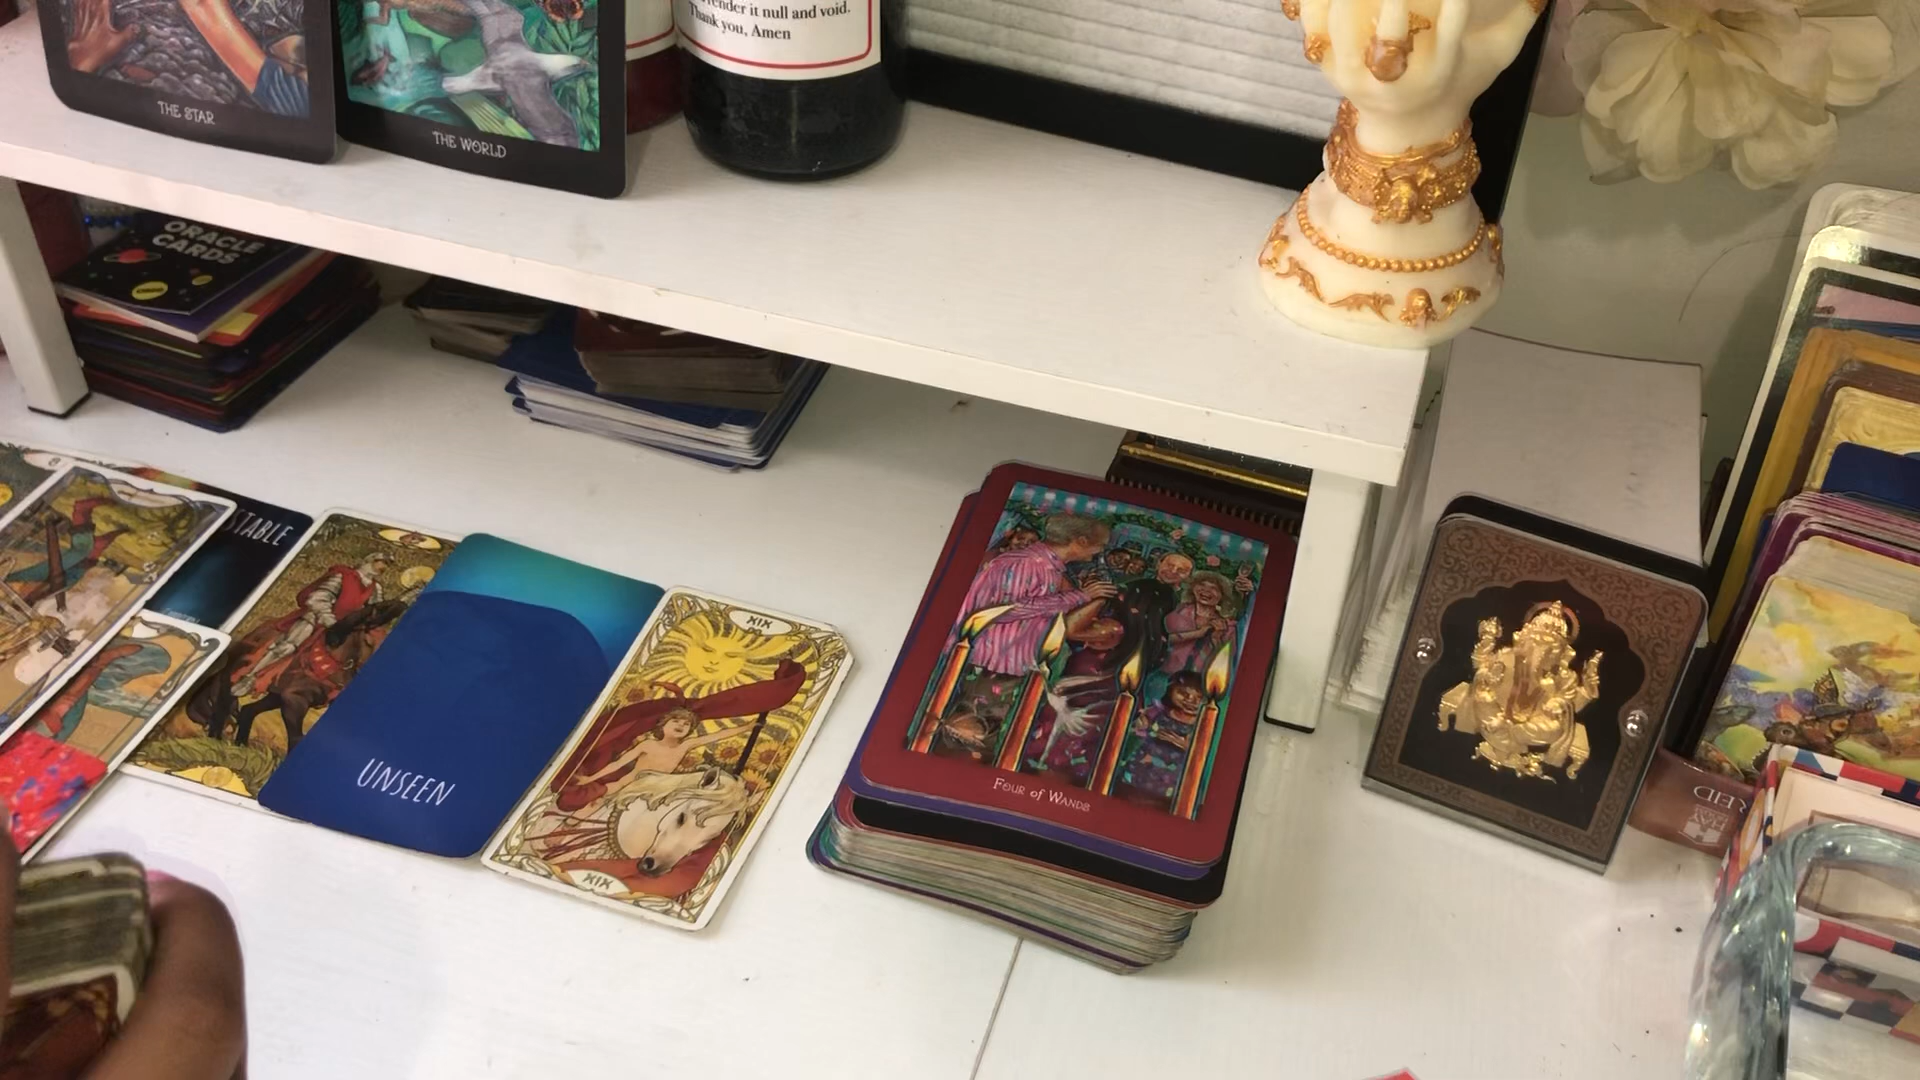 render it null and void.
Thank you, Amen
THE STAR
THE WORLD
ORACLE
CARDS
STABLE
UNSEEN
XIX
XIX
FOUR of WANDS
REID